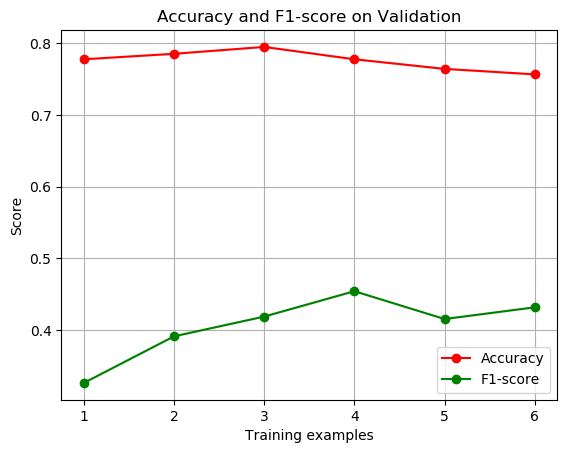 Accuracy and F1-score on Validation
0.8
0.7
0.6
0.5
0.4
Score
1 2 3 4 5 6
Training examples
Accuracy
F1-score